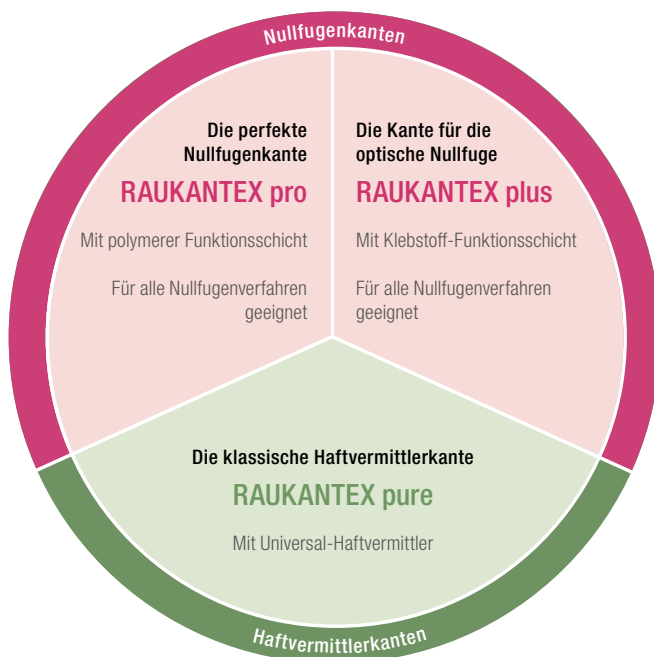 Nullfugenkanten
Die perfekte
Nullfugenkante
RAUKANTEX pro
Mit polymerer Funktionsschicht
Für alle Nullfugenverfahren
geeignet
Die Kante für die
optische Nullfuge
RAUKANTEX plus
Mit Klebstoff-Funktionsschicht
Für alle Nullfugenverfahren
geeignet
Die klassische Haftvermittlerkante
RAUKANTEX pure
Mit Universal-Haftvermittler
Haftvermittlerkanten